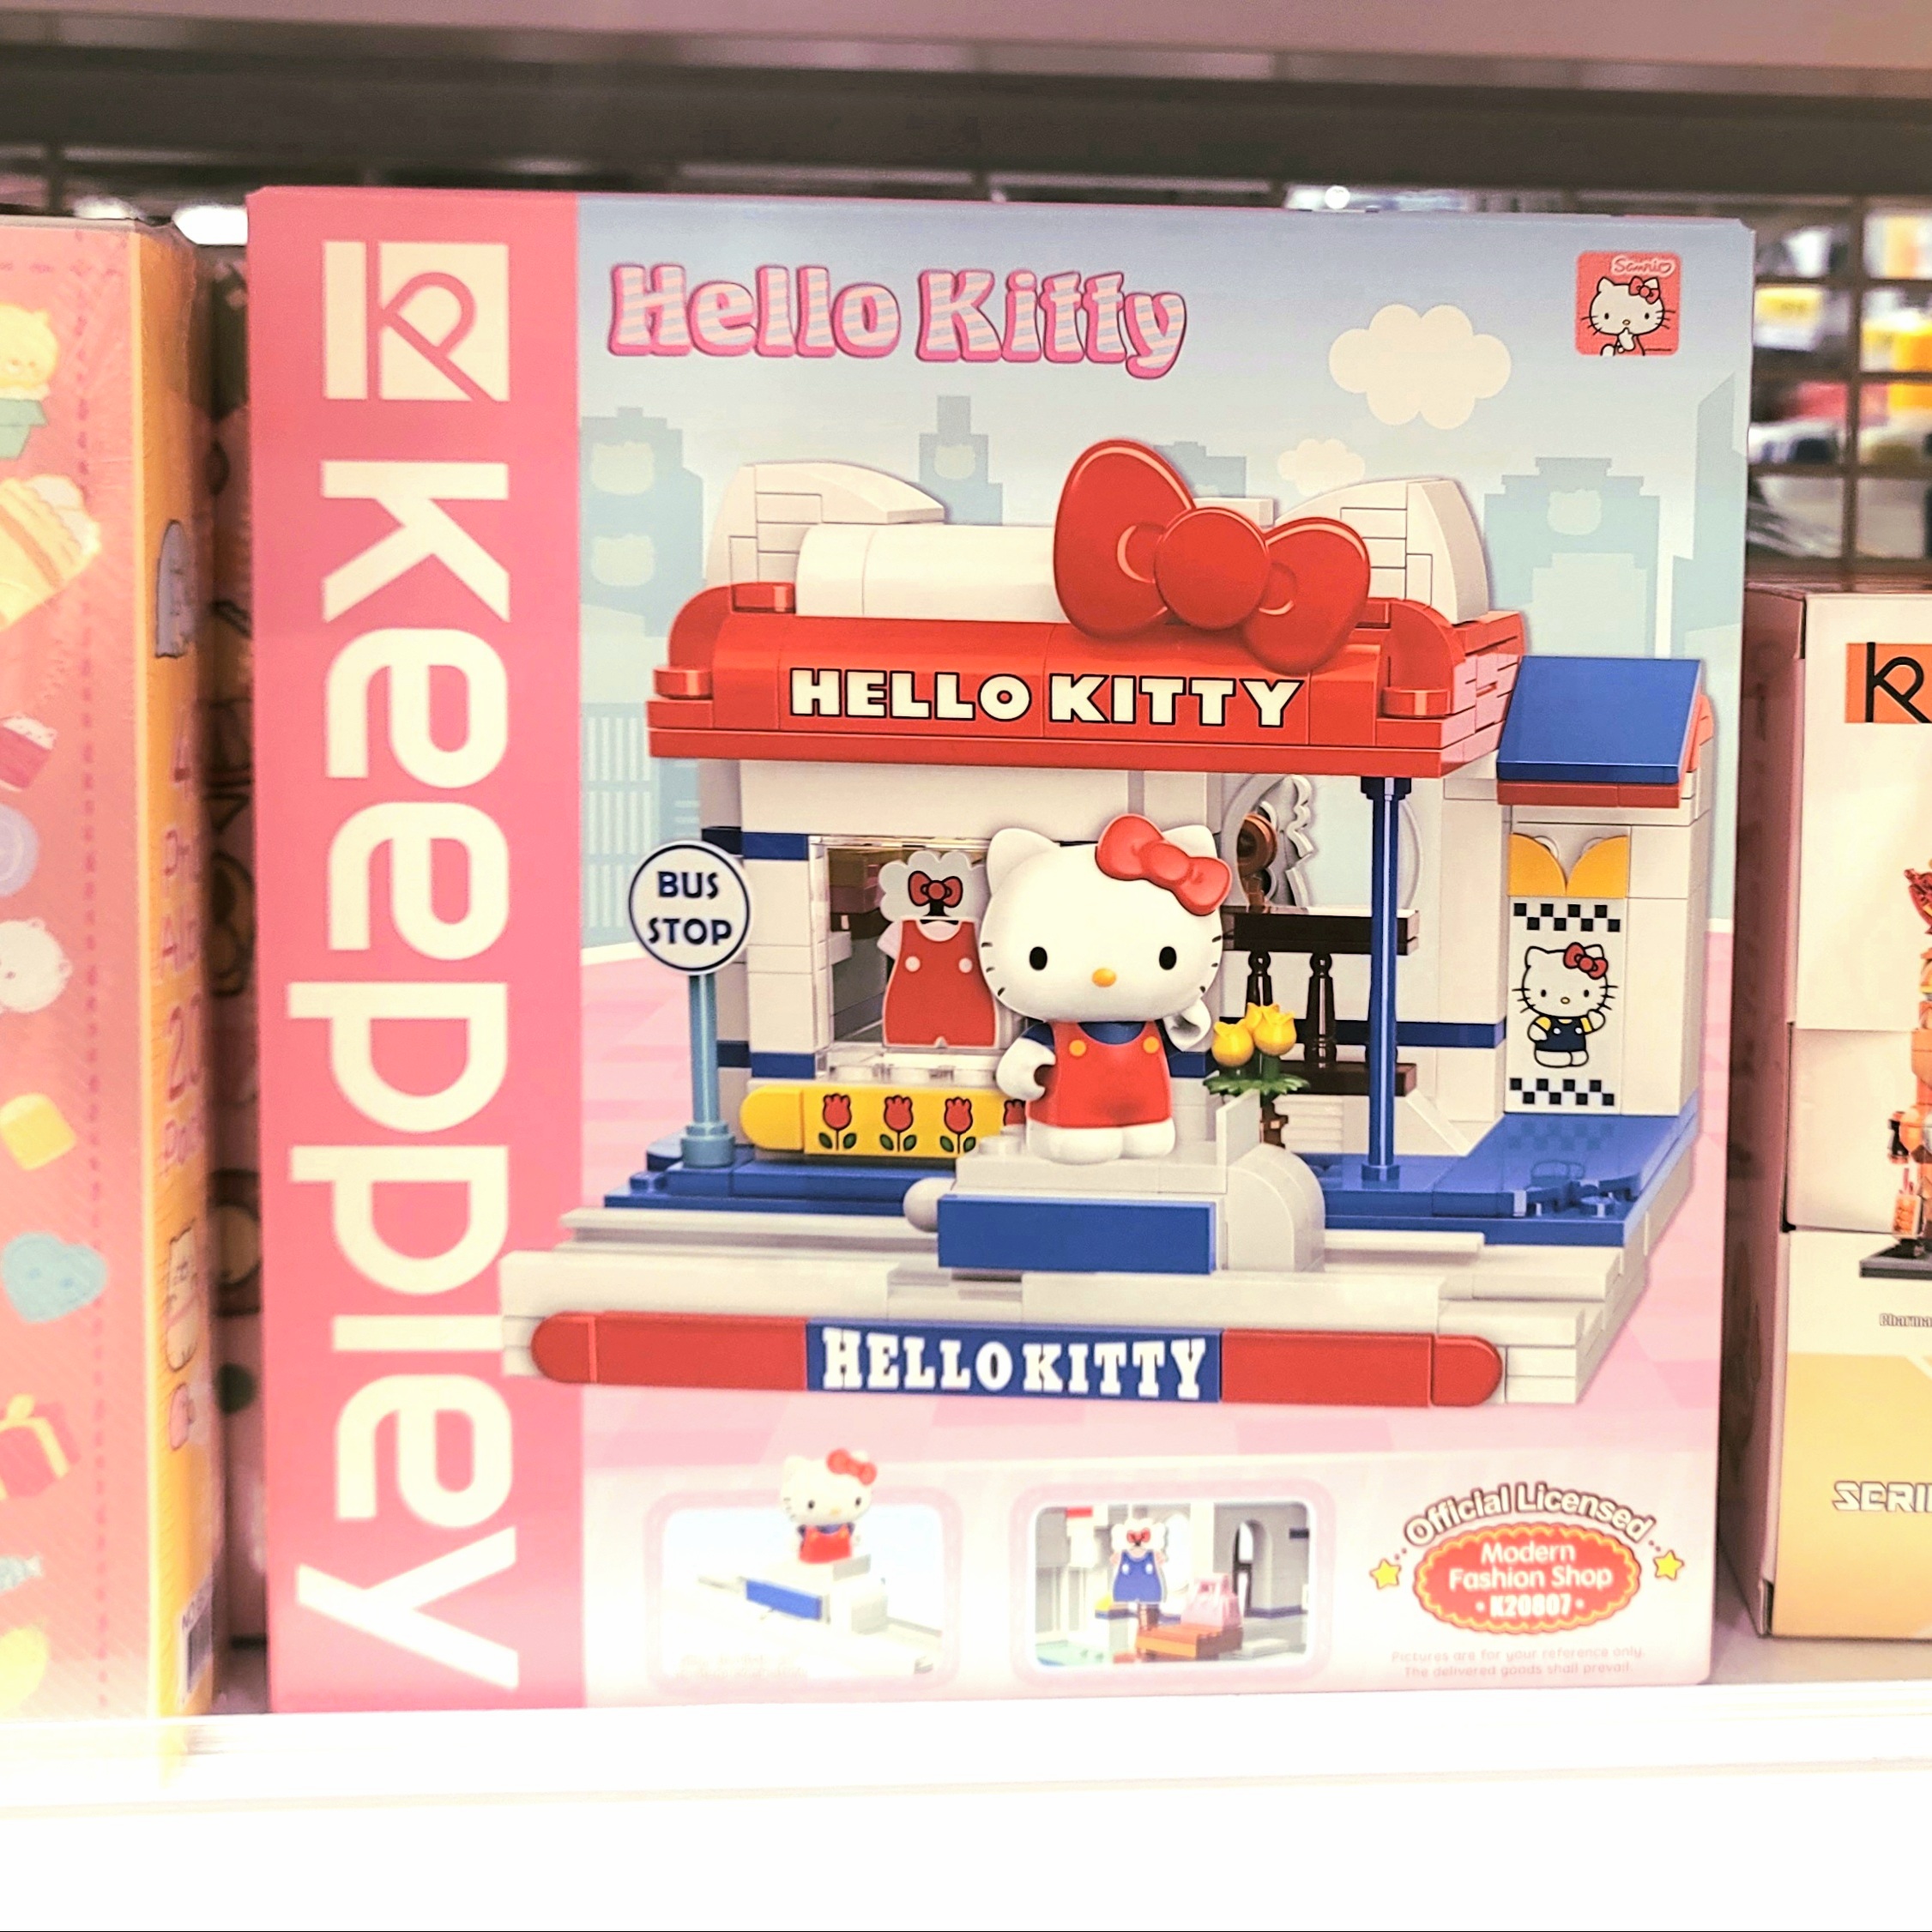 Keeppley
Hello Kitty
Sanrio
HELLO KITTY
BUS
STOP
HELLO KITTY
Official Licensed
Modern
Fashion Shop
• K20807 •
Pictures are for your reference only.
The delivered goods shall prevail.